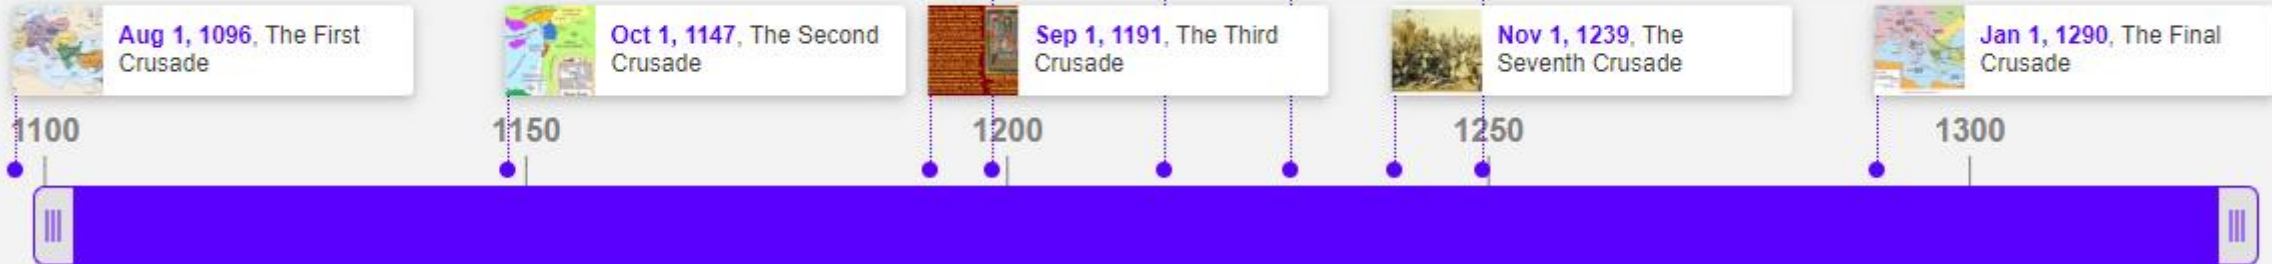 Aug 1, 1096, The First
Crusade
Oct 1, 1147, The Second
Crusade
Sep 1, 1191, The Third
Crusade
Nov 1, 1239, The
Seventh Crusade
Jan 1, 1290, The Final
Crusade
1100
1150
1200
1250
1300